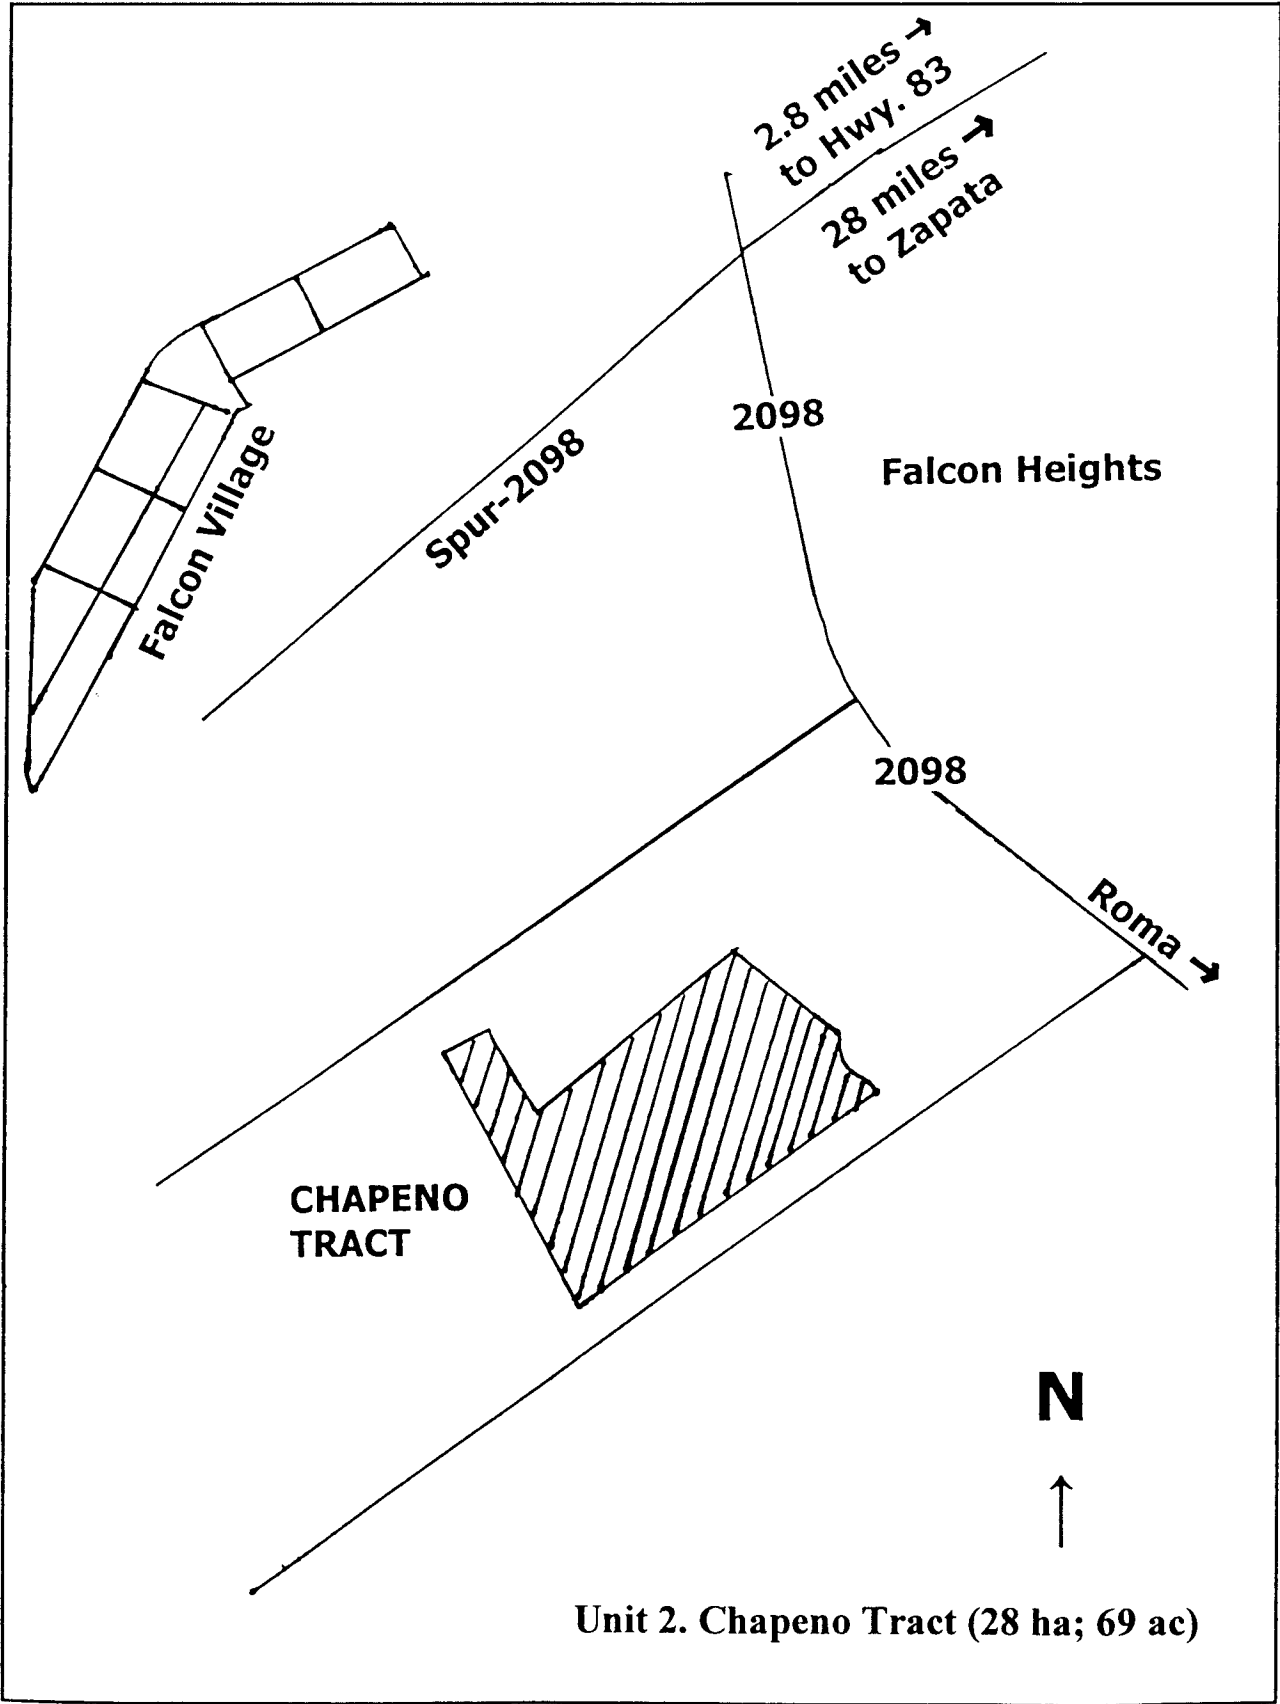 2.8 miles →
to Hwy. 83
28 miles →
to Zapata
2098
Falcon Heights
Spur-2098
Falcon Village
2098
Roma →
CHAPENO
TRACT
N
↑
Unit 2. Chapeno Tract (28 ha; 69 ac)